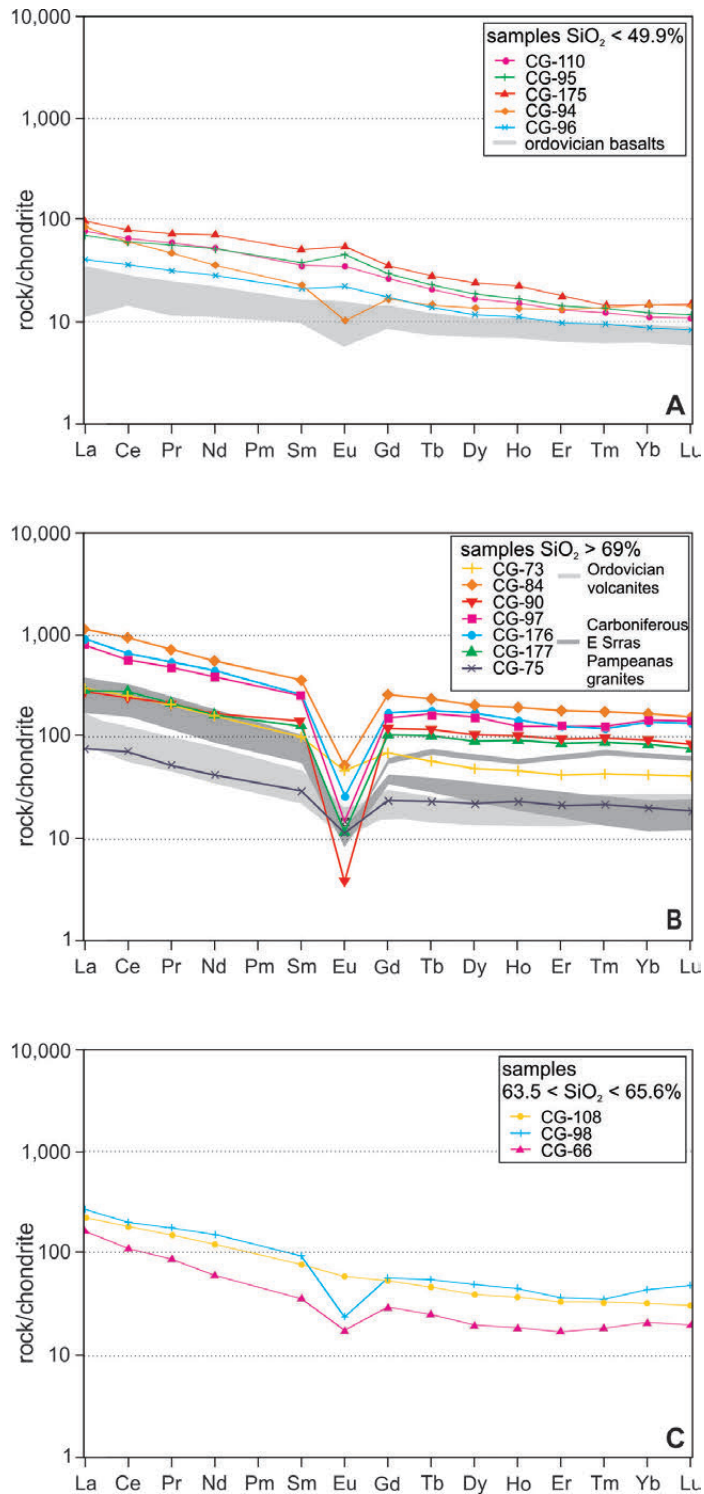 10,000
1,000
100
10
1
rock/chondrite
samples SiO₂ < 49.9%
CG-110
CG-95
CG-175
CG-94
CG-96
ordovician basalts
A
La Ce Pr Nd Pm Sm Eu Gd Tb Dy Ho Er Tm Yb Lu
10,000
1,000
100
10
1
rock/chondrite
samples SiO₂ > 69%
CG-73
CG-84
CG-90
CG-97
CG-176
CG-177
CG-75
Ordovician
volcanites
Carboniferous
E Srras
Pampeanas
granites
B
La Ce Pr Nd Pm Sm Eu Gd Tb Dy Ho Er Tm Yb Lu
10,000
1,000
100
10
1
rock/chondrite
samples
63.5 < SiO₂ < 65.6%
CG-108
CG-98
CG-66
C
La Ce Pr Nd Pm Sm Eu Gd Tb Dy Ho Er Tm Yb Lu